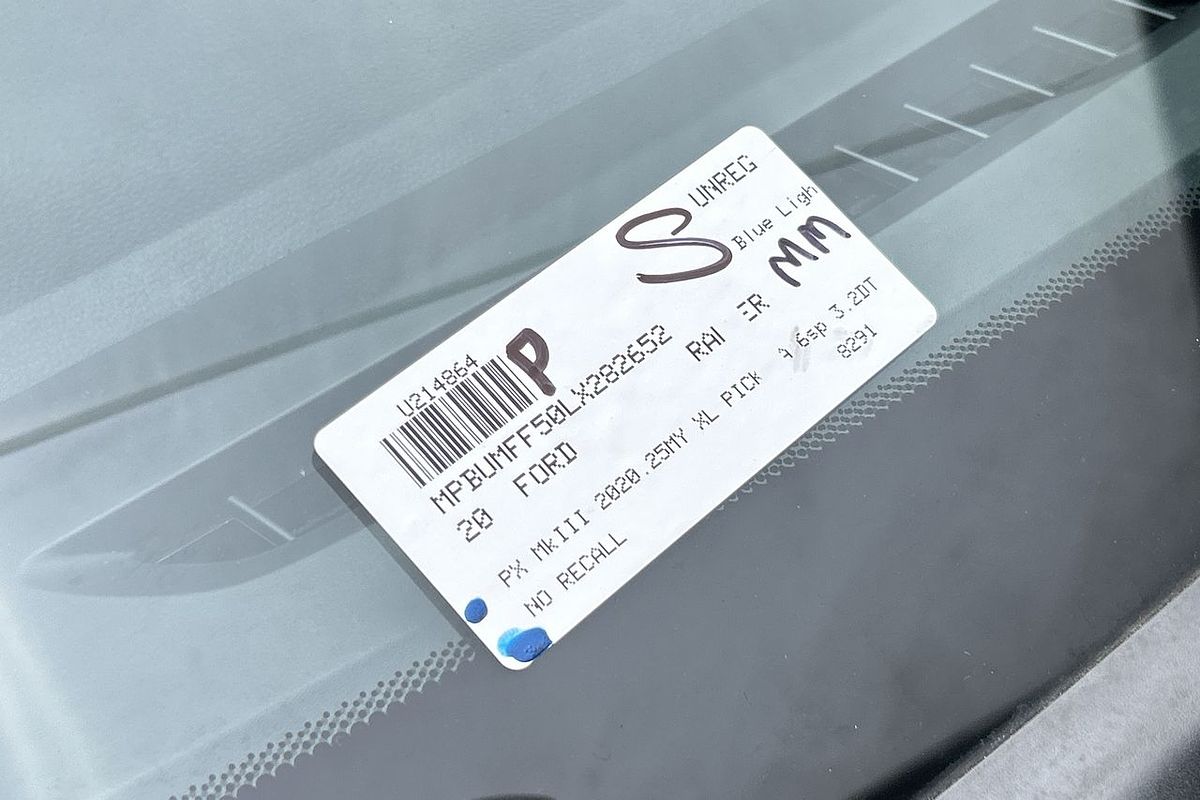 U214864 P S UNREG
MPBUMFF50LX282652 Blue Ligh
20 FORD RAI ER MM
PX MkIII 2020.25MY XL PICK 6sp 3.2DT
NO RECALL 8291